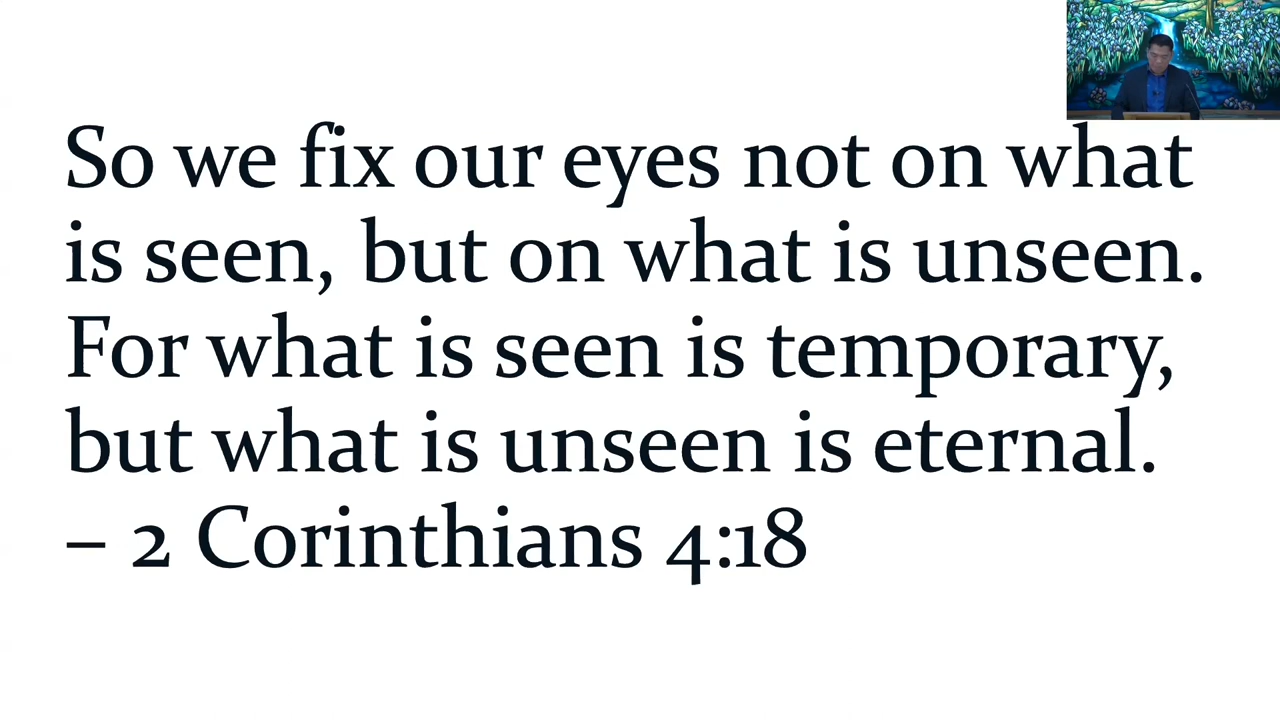 So we fix our eyes not on what
is seen, but on what is unseen.
For what is seen is temporary,
but what is unseen is eternal.
– 2 Corinthians 4:18